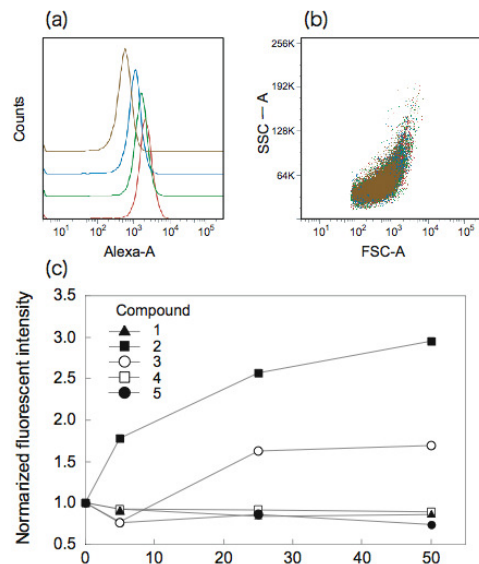 (a)
Counts
10¹ 10² 10³ 10⁴ 10⁵
Alexa-A
(b)
256K
192K
128K
64K
SSC — A
10¹ 10² 10³ 10⁴ 10⁵
FSC-A
(c)
Normarized fluorescent intensity
3.5
3.0
2.5
2.0
1.5
1.0
0.5
Compound
1
2
3
4
5
0 10 20 30 40 50